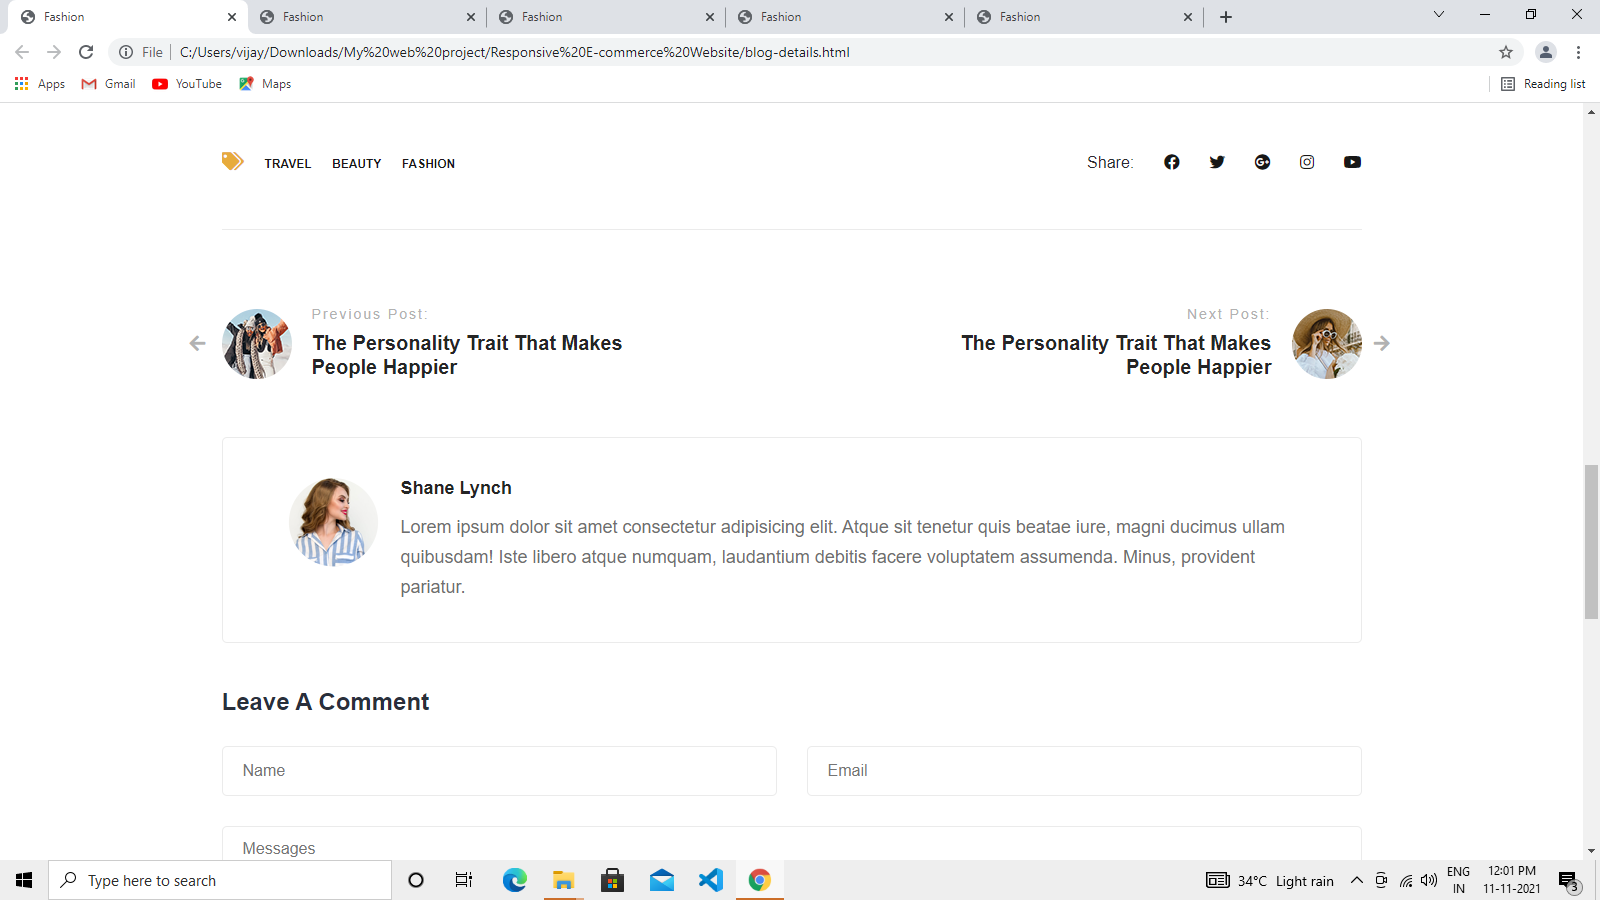 Fashion
Fashion
Fashion
Fashion
Fashion
File
C:/Users/vijay/Downloads/My%20web%20project/Responsive%20E-commerce%20Website/blog-details.html
Apps
Gmail
YouTube
Maps
Reading list
TRAVEL BEAUTY FASHION
Share:
Previous Post:
The Personality Trait That Makes
People Happier
Next Post:
The Personality Trait That Makes
People Happier
Shane Lynch
Lorem ipsum dolor sit amet consectetur adipisicing elit. Atque sit tenetur quis beatae iure, magni ducimus ullam
quibusdam! Iste libero atque numquam, laudantium debitis facere voluptatem assumenda. Minus, provident
pariatur.
Leave A Comment
Name
Email
Messages
Type here to search
34°C Light rain
ENG
IN
12:01 PM
11-11-2021
3